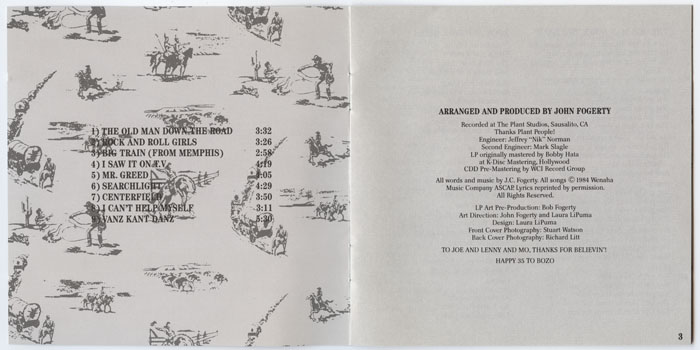 1) THE OLD MAN DOWN THE ROAD 3:32
2) ROCK AND ROLL GIRLS 3:26
3) BIG TRAIN (FROM MEMPHIS) 2:58
4) I SAW IT ON T.V.
5) MR. GREED :05
6) SEARCHLIGHT 4:29
7) CENTERFIELD 3:50
8) I CAN'T HELP MYSELF 3:11
VANZ KANT DANZ 5:30
ARRANGED AND PRODUCED BY JOHN FOGERTY
Recorded at The Plant Studios, Sausalito, CA
Thanks Plant People!
Engineer: Jeffrey "Nik" Norman
Second Engineer: Mark Slagle
LP originally mastered by Bobby Hata
at K-Disc Mastering, Hollywood
CDD Pre-Mastering by WCI Record Group
All words and music by J.C. Fogerty. All songs © 1984 Wenaha
Music Company ASCAP. Lyrics reprinted by permission.
All Rights Reserved.
LP Art Pre-Production: Bob Fogerty
Art Direction: John Fogerty and Laura LiPuma
Design: Laura LiPuma
Front Cover Photography: Stuart Watson
Back Cover Photography: Richard Litt
TO JOE AND LENNY AND MO, THANKS FOR BELIEVIN'!
HAPPY 35 TO BOZO
3